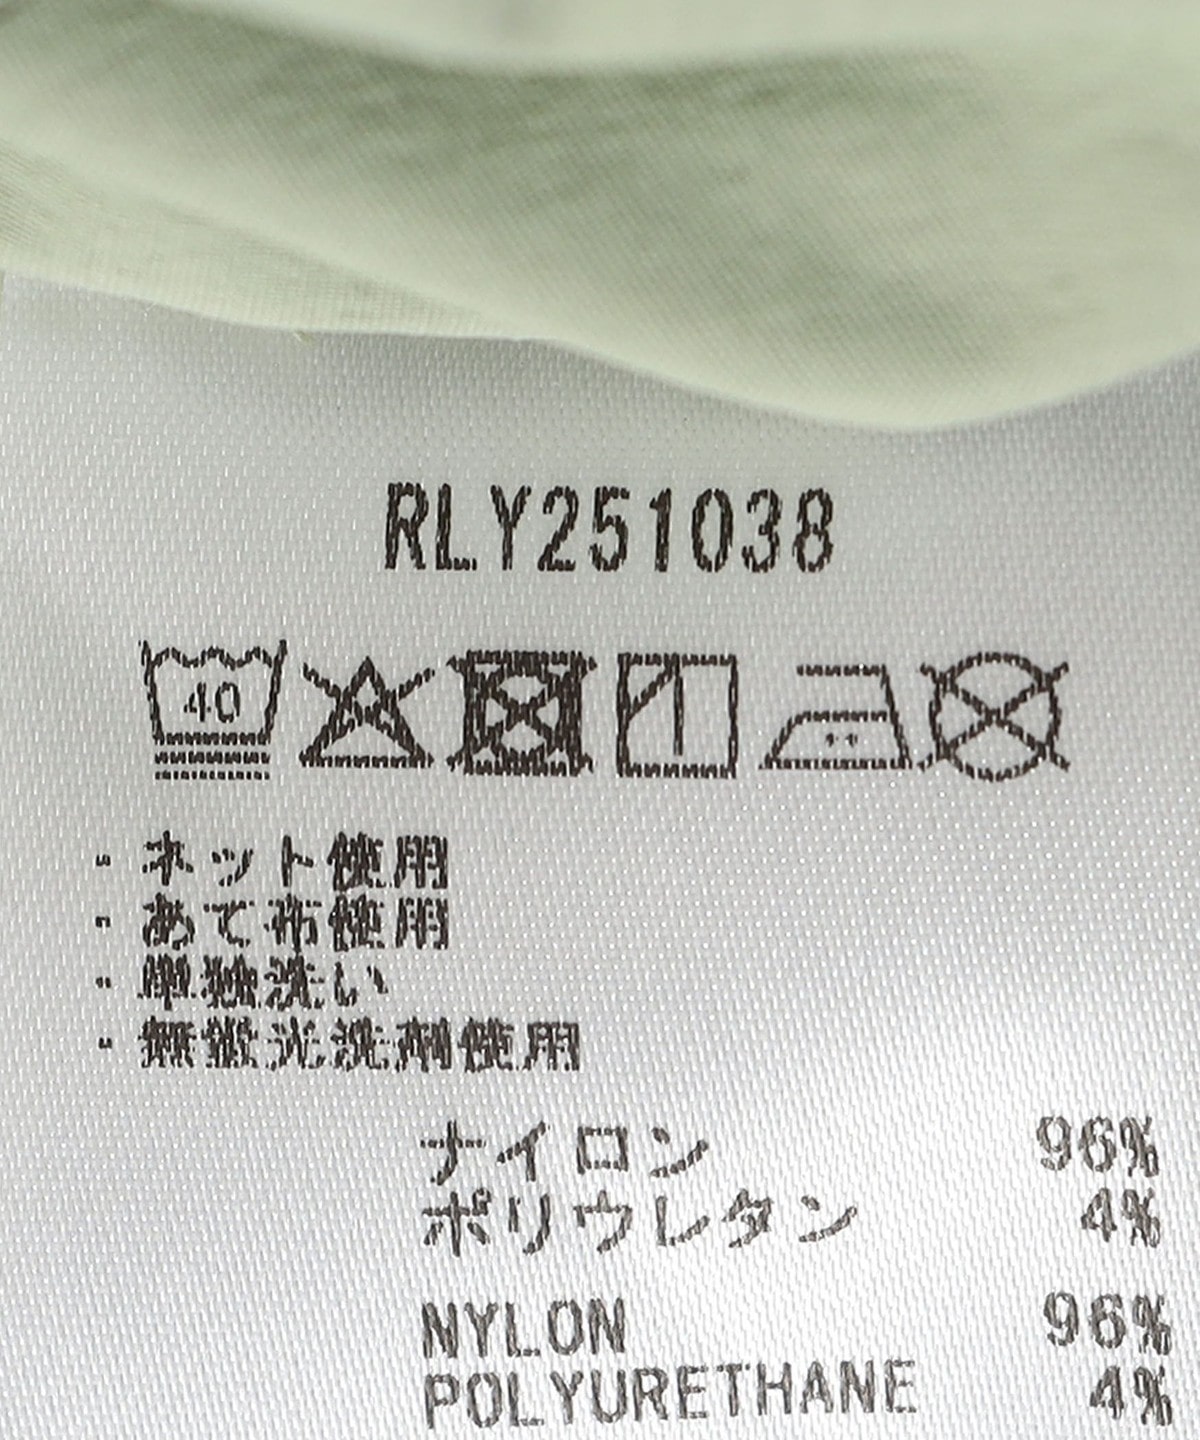 RLY251038
40
・ネット使用
・あて布使用
・単独洗い
・無蛍光洗剤使用
ナイロン 96%
ポリウレタン 4%
NYLON 96%
POLYURETHANE 4%